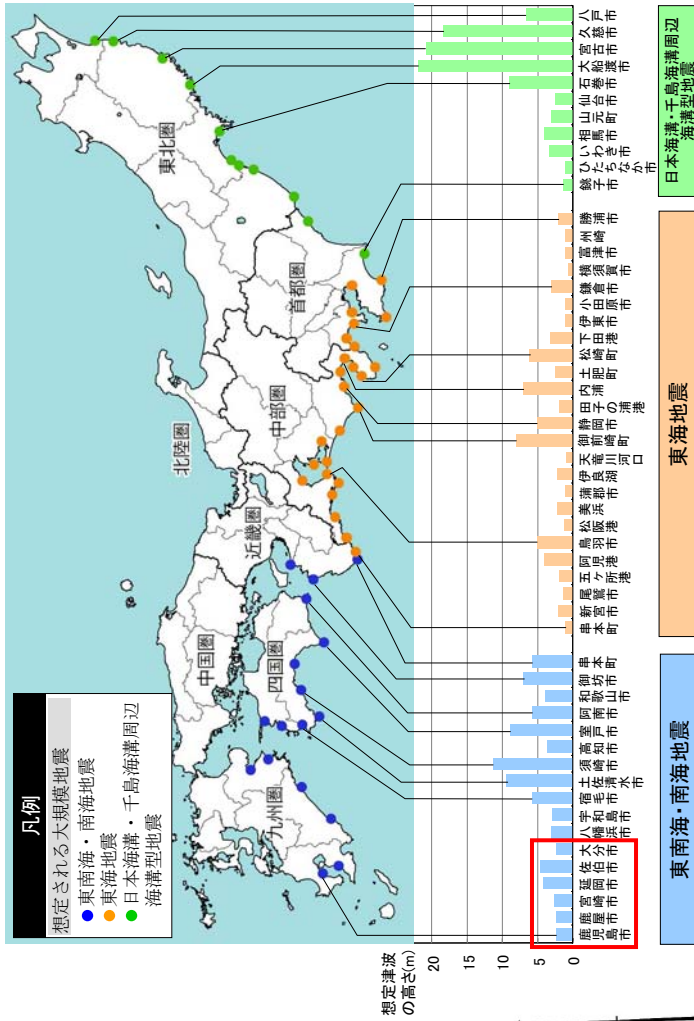 凡例
想定される大規模地震
東南海・南海地震
東海地震
日本海溝・千島海溝周辺
海溝型地震
九州圏
中国圏
四国圏
近畿圏
北陸圏
中部圏
首都圏
東北圏
想定津波
の高さ(m)
20
15
10
5
0
鹿児島市
鹿屋市
宮崎市
延岡市
佐伯市
大分市
八幡浜市
宇和島市
宿毛市
土佐清水市
須崎市
高知市
室戸市
阿南市
和歌山市
御坊市
串本町
串本町
新宮市
尾鷲市
五ケ所港
阿児港
鳥羽市
松阪港
美浜
蒲郡市
伊良湖
天竜川河口
御前崎町
静岡市
田子の浦港
内浦
土肥町
松崎町
下田港
伊東市
小田原市
鎌倉市
横須賀市
富津市
州崎
勝浦市
銚子市
ひたちなか市
いわき市
相馬市
山元町
仙台市
石巻市
大船渡市
宮古市
久慈市
八戸市
東南海・南海地震
東海地震
日本海溝・千島海溝周辺
海溝型地震